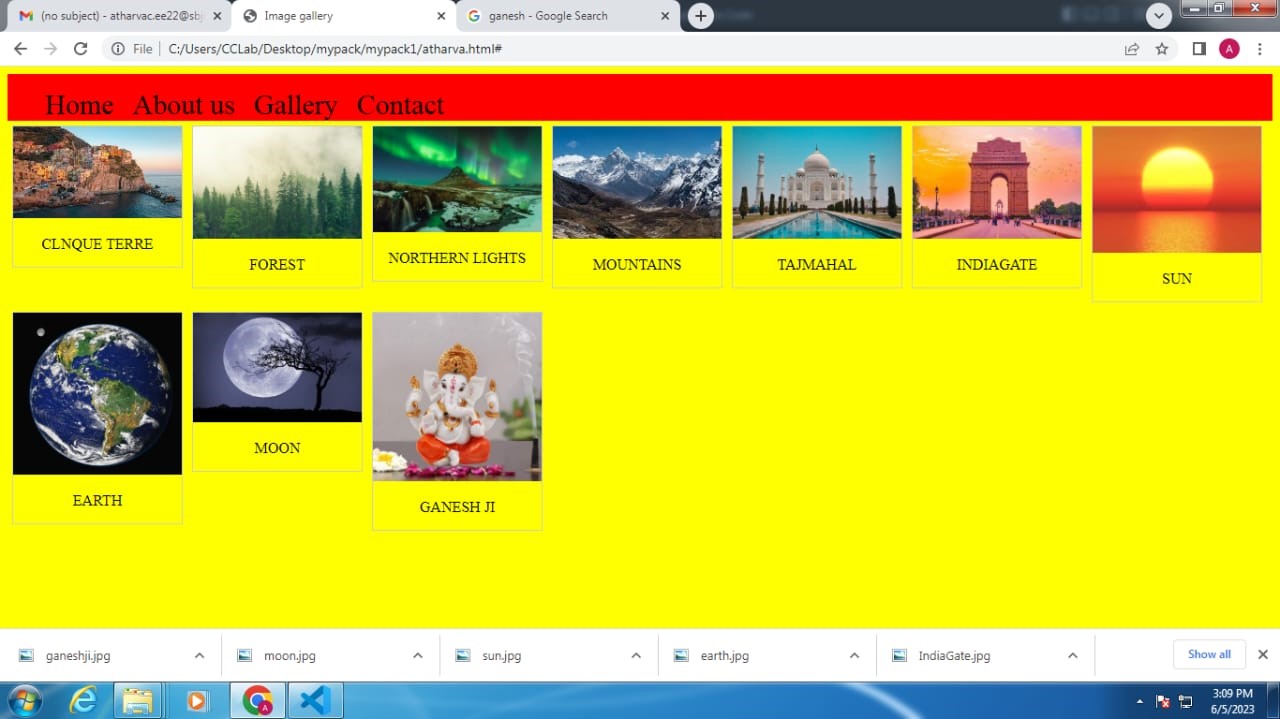 (no subject) - atharvac.ee22@sbj
Image gallery
ganesh - Google Search
File
C:/Users/CCLab/Desktop/mypack/mypack1/atharva.html#
A
Home About us Gallery Contact
CLNQUE TERRE
FOREST
NORTHERN LIGHTS
MOUNTAINS
TAJMAHAL
INDIAGATE
SUN
EARTH
MOON
GANESH JI
ganeshji.jpg
moon.jpg
sun.jpg
earth.jpg
IndiaGate.jpg
Show all
A
3:09 PM
6/5/2023